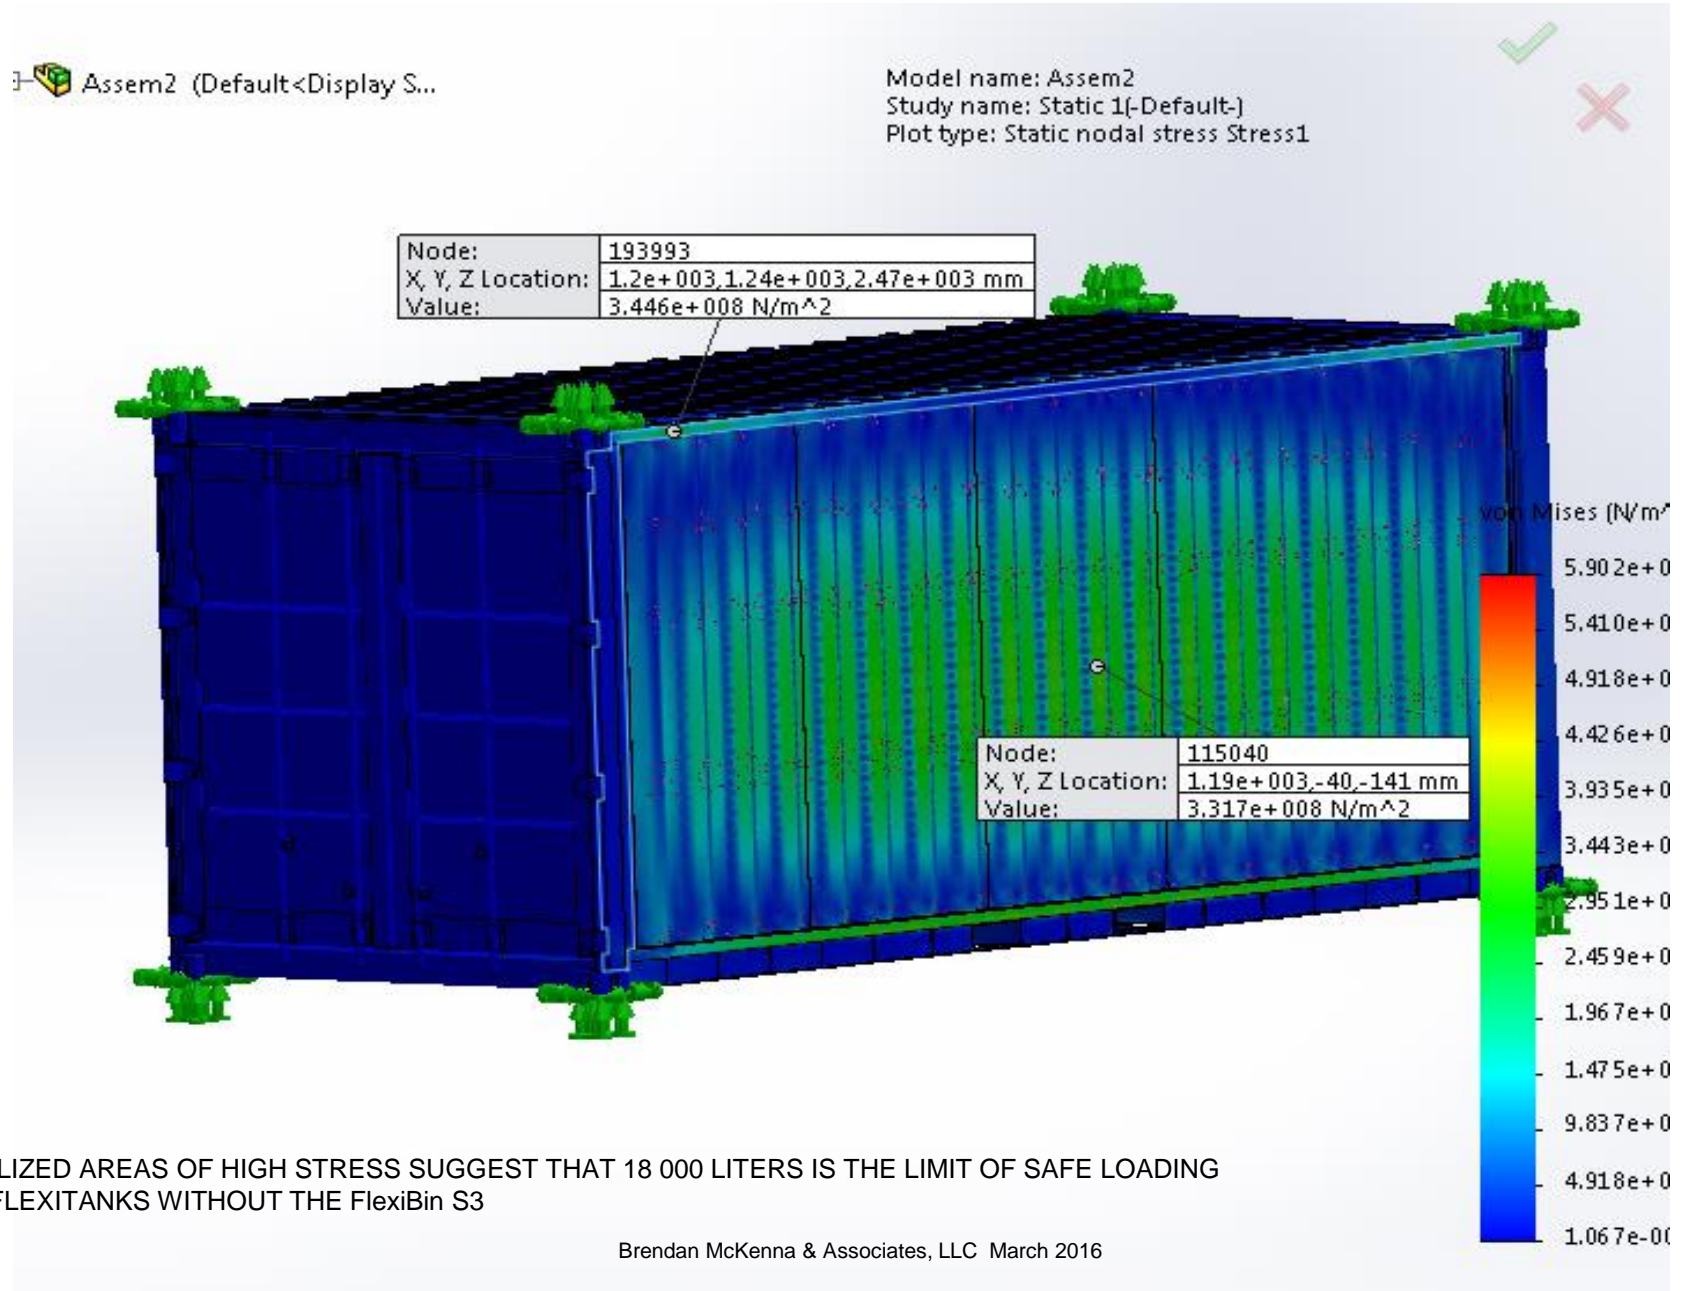 Assem2 (Default<Display S...
Model name: Assem2
Study name: Static 1(-Default-)
Plot type: Static nodal stress Stress1
Node: 193993
X, Y, Z Location: 1.2e+003,1.24e+003,2.47e+003 mm
Value: 3.446e+008 N/m^2
von Mises (N/m^
5.902e+0
5.410e+0
4.918e+0
4.426e+0
3.935e+0
3.443e+0
2.951e+0
2.459e+0
1.967e+0
1.475e+0
9.837e+0
4.918e+0
1.067e-00
Node: 115040
X, Y, Z Location: 1.19e+003,-40,-141 mm
Value: 3.317e+008 N/m^2
LIZED AREAS OF HIGH STRESS SUGGEST THAT 18 000 LITERS IS THE LIMIT OF SAFE LOADING
FLEXITANKS WITHOUT THE FlexiBin S3
Brendan McKenna & Associates, LLC March 2016